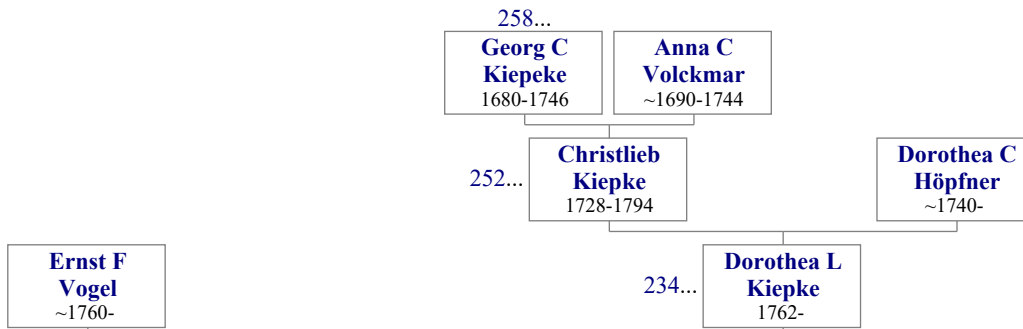 258...
Georg C
Kiepeke
1680-1746
Anna C
Volckmar
~1690-1744
252...
Christlieb
Kiepke
1728-1794
Dorothea C
Höpfner
~1740-
Ernst F
Vogel
~1760-
234...
Dorothea L
Kiepke
1762-